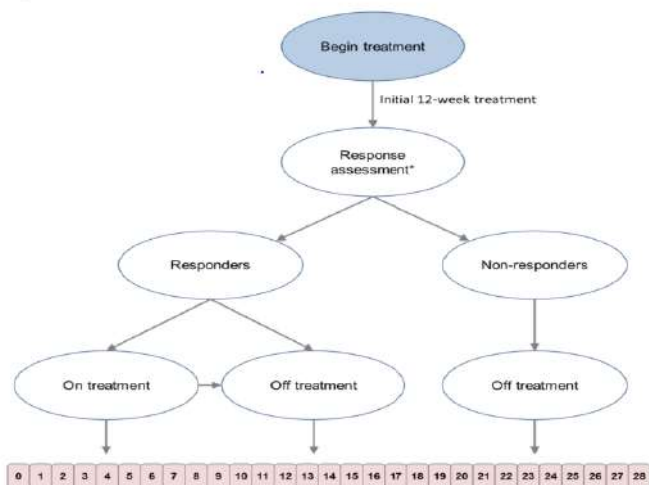 Begin treatment
Initial 12-week treatment
Response
assessment*
Responders
Non-responders
On treatment
Off treatment
Off treatment
0 1 2 3 4 5 6 7 8 9 10 11 12 13 14 15 16 17 18 19 20 21 22 23 24 25 26 27 28